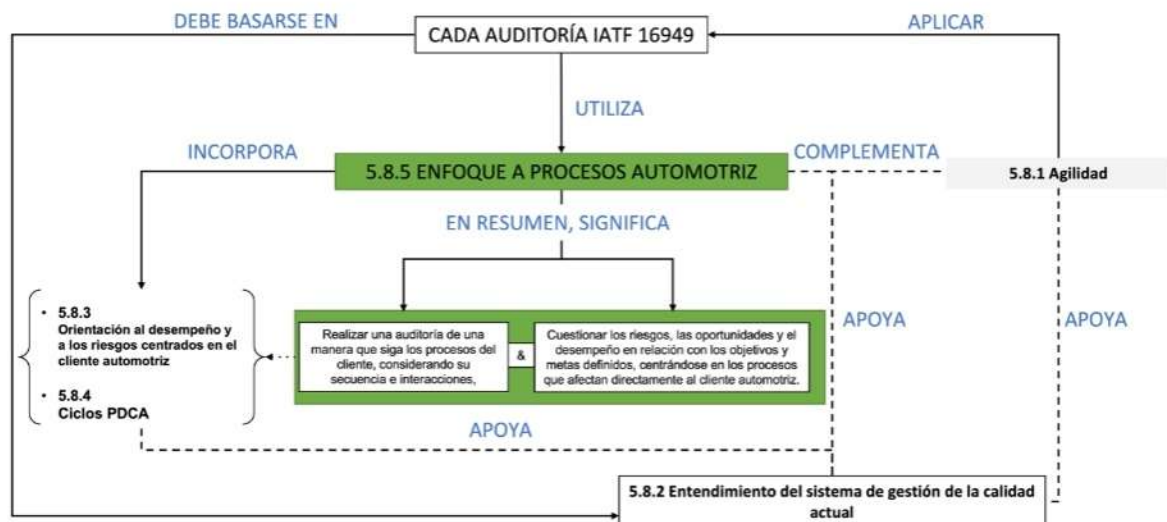 DEBE BASARSE EN
CADA AUDITORÍA IATF 16949
APLICAR
UTILIZA
INCORPORA
5.8.5 ENFOQUE A PROCESOS AUTOMOTRIZ
COMPLEMENTA
5.8.1 Agilidad
EN RESUMEN, SIGNIFICA
• 5.8.3
Orientación al desempeño y
a los riesgos centrados en el
cliente automotriz
• 5.8.4
Ciclos PDCA
Realizar una auditoría de una
manera que siga los procesos del
cliente, considerando su
secuencia e interacciones,
&
Cuestionar los riesgos, las oportunidades y el
desempeño en relación con los objetivos y
metas definidos, centrándose en los procesos
que afectan directamente al cliente automotriz.
APOYA
APOYA
APOYA
5.8.2 Entendimiento del sistema de gestión de la calidad
actual